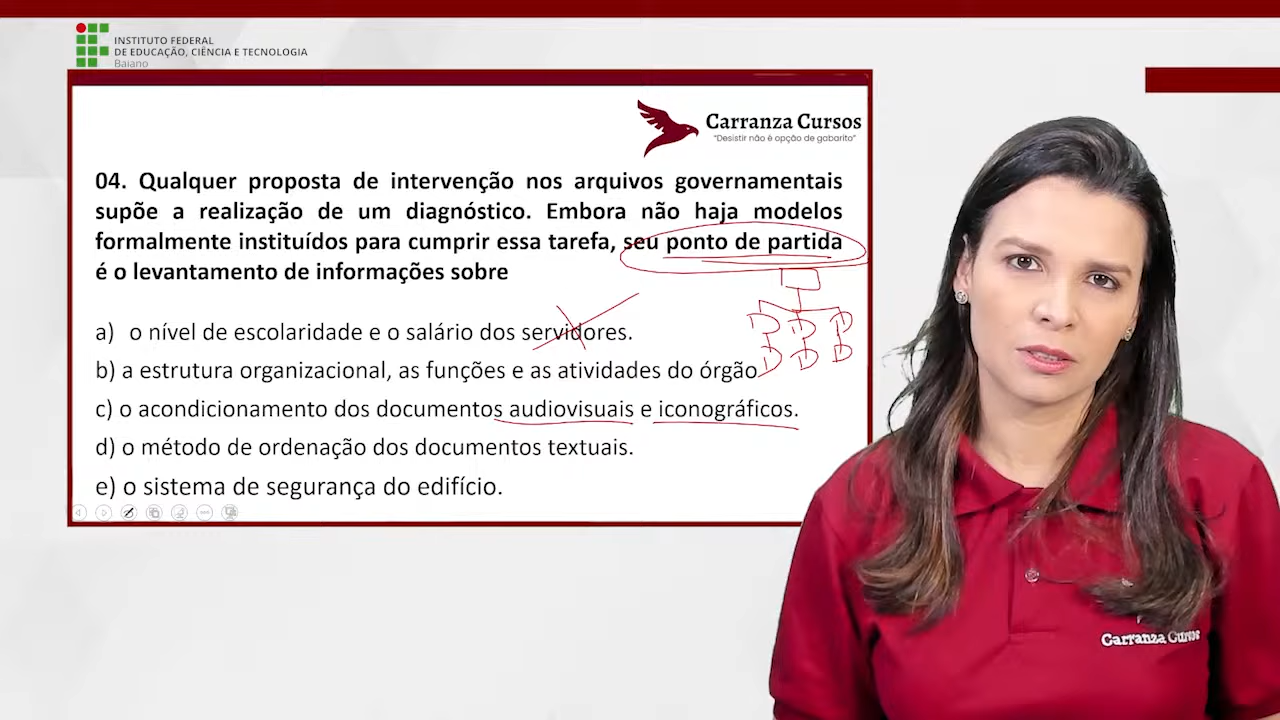 INSTITUTO FEDERAL
DE EDUCAÇÃO, CIÊNCIA E TECNOLOGIA
Baiano
Carranza Cursos
"Desistir não é opção de gabarito"
04. Qualquer proposta de intervenção nos arquivos governamentais
supõe a realização de um diagnóstico. Embora não haja modelos
formalmente instituídos para cumprir essa tarefa, seu ponto de partida
é o levantamento de informações sobre
a) o nível de escolaridade e o salário dos servidores.
b) a estrutura organizacional, as funções e as atividades do órgão
c) o acondicionamento dos documentos audiovisuais e iconográficos.
d) o método de ordenação dos documentos textuais.
e) o sistema de segurança do edifício.
D D D
D D D
Carranza Cursos